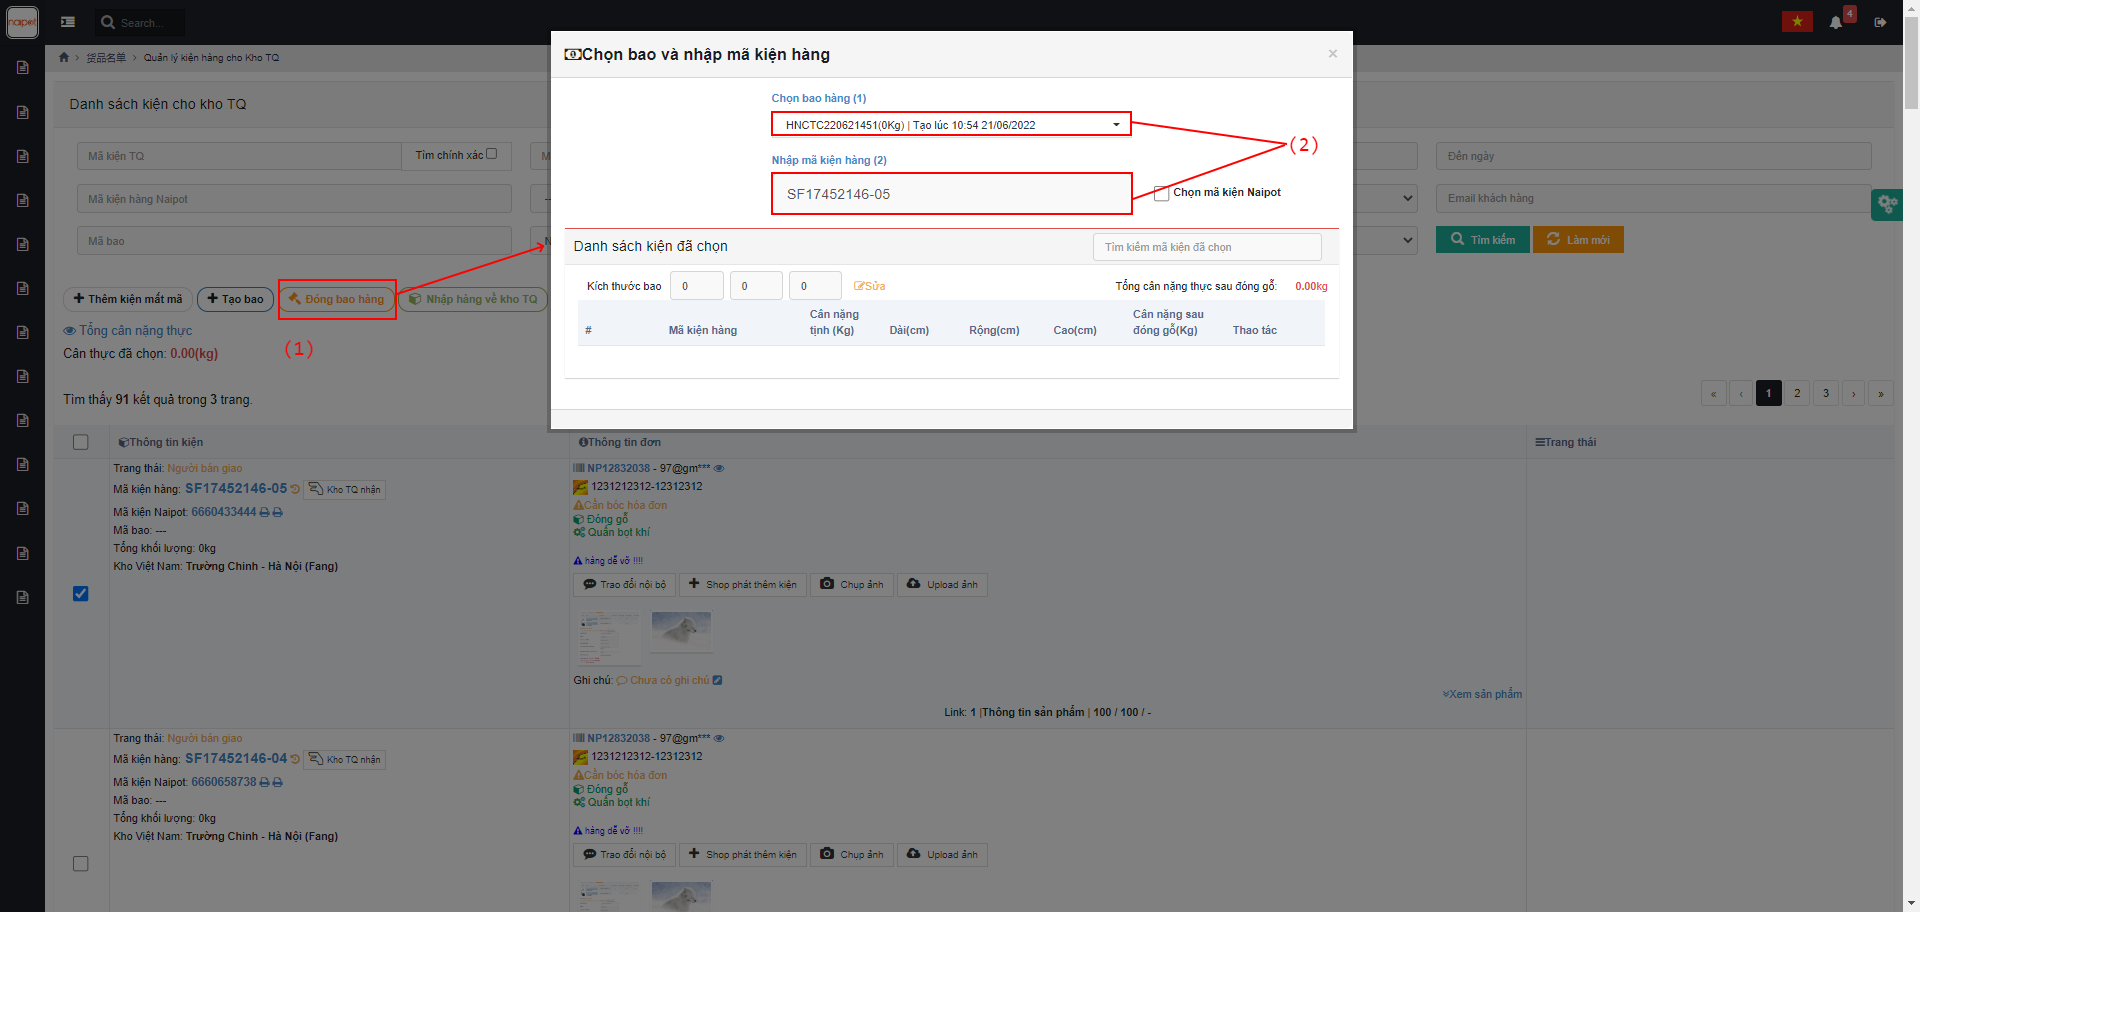 naipot
Search...
4
货品名单 › Quản lý kiện hàng cho Kho TQ
Danh sách kiện cho kho TQ
Mã kiện TQ
Tìm chính xác
Đến ngày
Mã kiện hàng Naipot
Email khách hàng
Mã bao
Tìm kiếm
Làm mới
Thêm kiện mất mã
Tạo bao
Đóng bao hàng
Nhập hàng về kho TQ
Tổng cân nặng thực
Cân thực đã chọn: 0.00(kg)
(1)
Tìm thấy 91 kết quả trong 3 trang.
« ‹ 1 2 3 › »
Chọn bao và nhập mã kiện hàng
×
Chọn bao hàng (1)
HNCTC220621451(0Kg) | Tạo lúc 10:54 21/06/2022
(2)
Nhập mã kiện hàng (2)
SF17452146-05
Chọn mã kiện Naipot
Danh sách kiện đã chọn
Tìm kiếm mã kiện đã chọn
Kích thước bao 0 0 0 Sửa
Tổng cân nặng thực sau đóng gỗ: 0.00kg
# Mã kiện hàng Cân nặng tịnh (Kg) Dài(cm) Rộng(cm) Cao(cm) Cân nặng sau đóng gỗ(Kg) Thao tác
Thông tin kiện
Thông tin đơn
Trạng thái
Trạng thái: Người bán giao
Mã kiện hàng: SF17452146-05 Kho TQ nhận
Mã kiện Naipot: 6660433444
Mã bao: ---
Tổng khối lượng: 0kg
Kho Việt Nam: Trường Chinh - Hà Nội (Fang)
NP12832038 - 97@gm***
1231212312-12312312
Cần bóc hóa đơn
Đóng gỗ
Quấn bọt khí
hàng dễ vỡ !!!!
Trao đổi nội bộ
Shop phát thêm kiện
Chụp ảnh
Upload ảnh
Ghi chú: Chưa có ghi chú
Xem sản phẩm
Link: 1 |Thông tin sản phẩm | 100 / 100 / -
Trạng thái: Người bán giao
Mã kiện hàng: SF17452146-04 Kho TQ nhận
Mã kiện Naipot: 6660658738
Mã bao: ---
Tổng khối lượng: 0kg
Kho Việt Nam: Trường Chinh - Hà Nội (Fang)
NP12832038 - 97@gm***
1231212312-12312312
Cần bóc hóa đơn
Đóng gỗ
Quấn bọt khí
hàng dễ vỡ !!!!
Trao đổi nội bộ
Shop phát thêm kiện
Chụp ảnh
Upload ảnh